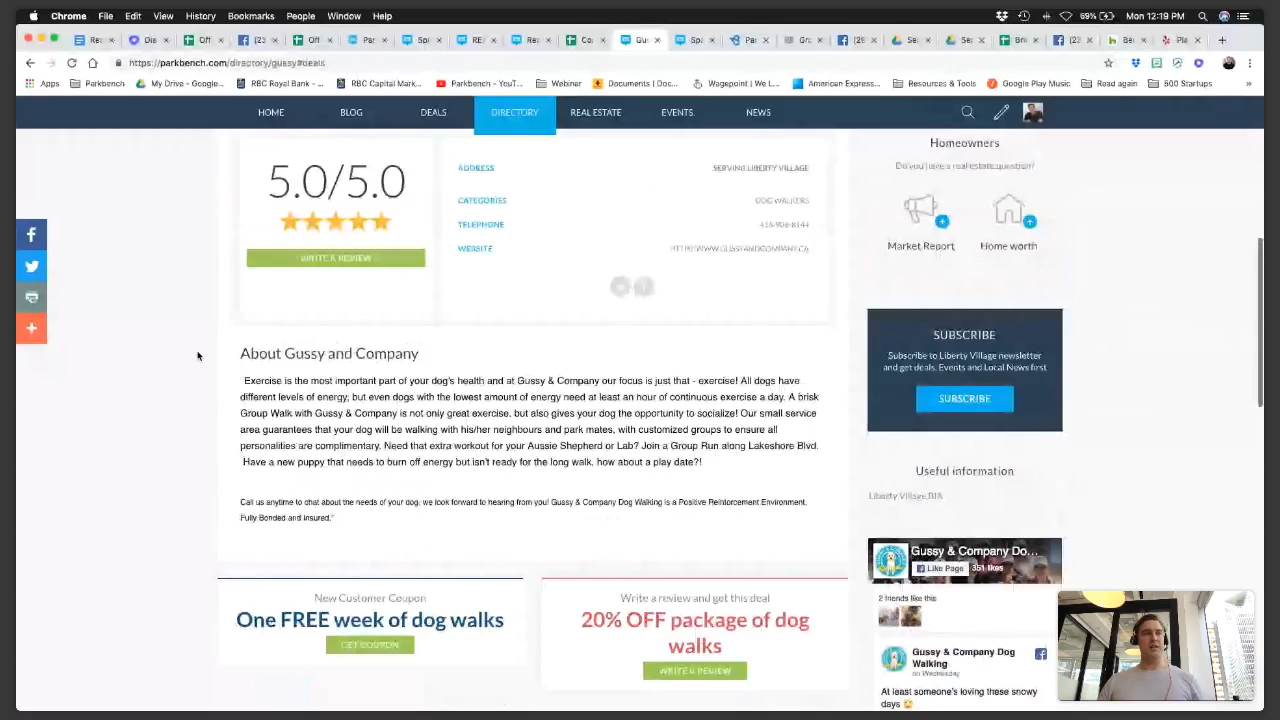 Chrome File Edit View History Bookmarks People Window Help
69% Mon 12:19 PM
https://parkbench.com/directory/gussy#deals
Apps Parkbench My Drive - Google... RBC Royal Bank -... RBC Capital Mark... Parkbench - YouT... Webinar Documents | Doc... Wagepoint | We L... American Express... Resources & Tools Google Play Music Read again 500 Startups
HOME BLOG DEALS DIRECTORY REAL ESTATE EVENTS NEWS
5.0/5.0
WRITE A REVIEW
ADDRESS SERVING LIBERTY VILLAGE
CATEGORIES DOG WALKERS
TELEPHONE
WEBSITE HTTP://WWW.GUSSYANDCOMPANY.CA
About Gussy and Company
Exercise is the most important part of your dog's health and at Gussy & Company our focus is just that - exercise! All dogs have
different levels of energy; but even dogs with the lowest amount of energy need at least an hour of continuous exercise a day. A brisk
Group Walk with Gussy & Company is not only great exercise, but also gives your dog the opportunity to socialize! Our small service
area guarantees that your dog will be walking with his/her neighbours and park mates, with customized groups to ensure all
personalities are complimentary. Need that extra workout for your Aussie Shepherd or Lab? Join a Group Run along Lakeshore Blvd.
Have a new puppy that needs to burn off energy but isn't ready for the long walk, how about a play date?!
Call us anytime to chat about the needs of your dog, we look forward to hearing from you! Gussy & Company Dog Walking is a Positive Reinforcement Environment,
Fully Bonded and Insured."
New Customer Coupon
One FREE week of dog walks
GET COUPON
Write a review and get this deal
20% OFF package of dog
walks
WRITE A REVIEW
Homeowners
Do you have a real estate question?
Market Report Home worth
SUBSCRIBE
Subscribe to Liberty Village newsletter
and get deals, Events and Local News first
SUBSCRIBE
Useful information
Liberty Village BIA
Gussy & Company Do...
Like Page 351 likes
2 friends like this
Gussy & Company Dog
Walking
on Wednesday
At least someone's loving these snowy
days